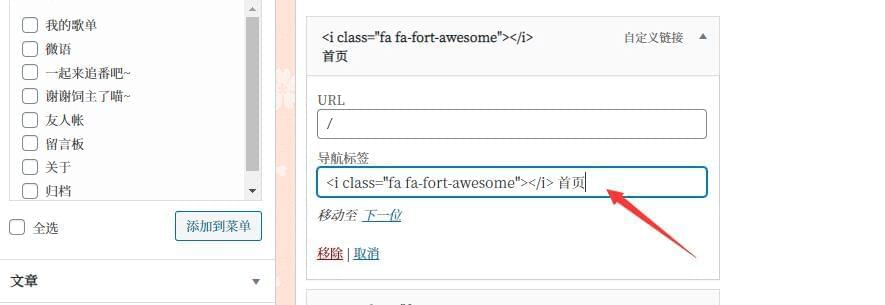 我的歌单
微语
一起来追番吧~
谢谢饲主了喵~
友人帐
留言板
关于
归档
全选
添加到菜单
文章
<i class="fa fa-fort-awesome"></i>
首页
自定义链接
URL
/
导航标签
<i class="fa fa-fort-awesome"></i> 首页
移动至 下一位
移除 | 取消